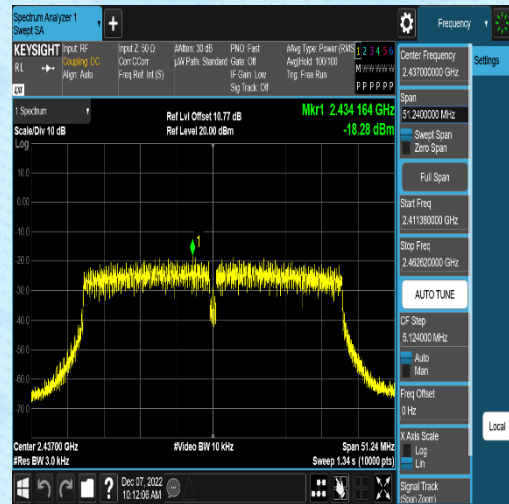 Spectrum Analyzer 1
Swept SA
Frequency
KEYSIGHT
Input: RF
Coupling: DC
Align: Auto
Input Z: 50 Ω
Corr CCorr
Freq Ref: Int (S)
#Atten: 30 dB
µW Path: Standard
PNO: Fast
Gate: Off
IF Gain: Low
Sig Track: Off
#Avg Type: Power (RMS
Avg|Hold: 100/100
Trig: Free Run
1 2 3 4 5 6
M W W W W W
P P P P P P
R L
LXI
1 Spectrum
Scale/Div 10 dB
Ref Lvl Offset 10.77 dB
Ref Level 20.00 dBm
Mkr1 2.434 164 GHz
-18.28 dBm
Log
10.0
0.00
-10.0
-20.0
-30.0
-40.0
-50.0
-60.0
-70.0
1
Center 2.43700 GHz
#Res BW 3.0 kHz
#Video BW 10 kHz
Span 51.24 MHz
Sweep 1.34 s (10000 pts)
Dec 07, 2022
10:12:06 AM
?
Center Frequency
2.437000000 GHz
Span
51.2400000 MHz
Swept Span
Zero Span
Full Span
Start Freq
2.411380000 GHz
Stop Freq
2.462620000 GHz
AUTO TUNE
CF Step
5.124000 MHz
Auto
Man
Freq Offset
0 Hz
X Axis Scale
Log
Lin
Signal Track
(Span Zoom)
Settings
Local